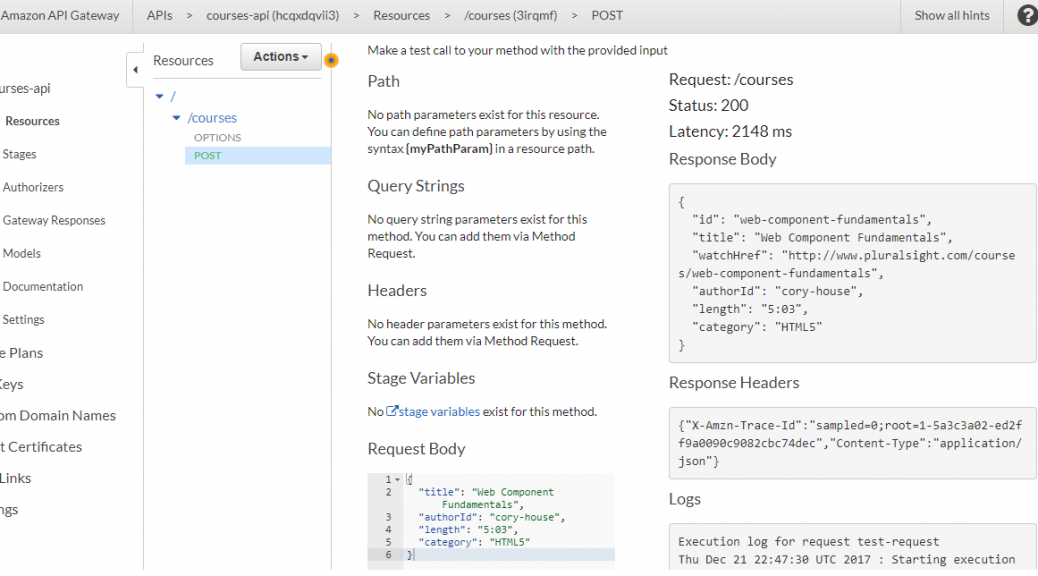 Amazon API Gateway APIs > courses-api (hcqxdqvii3) > Resources > /courses (3irqmf) > POST Show all hints ?
urses-api
Resources
Stages
Authorizers
Gateway Responses
Models
Documentation
Settings
e Plans
Keys
om Domain Names
t Certificates
Links
ngs
Resources Actions
/
/courses
OPTIONS
POST
Make a test call to your method with the provided input
Path
No path parameters exist for this resource.
You can define path parameters by using the
syntax {myPathParam} in a resource path.
Query Strings
No query string parameters exist for this
method. You can add them via Method
Request.
Headers
No header parameters exist for this method.
You can add them via Method Request.
Stage Variables
No stage variables exist for this method.
Request Body
1 {
2 "title": "Web Component
Fundamentals",
3 "authorId": "cory-house",
4 "length": "5:03",
5 "category": "HTML5"
6 }
Request: /courses
Status: 200
Latency: 2148 ms
Response Body
{
"id": "web-component-fundamentals",
"title": "Web Component Fundamentals",
"watchHref": "http://www.pluralsight.com/course
s/web-component-fundamentals",
"authorId": "cory-house",
"length": "5:03",
"category": "HTML5"
}
Response Headers
{"X-Amzn-Trace-Id":"sampled=0;root=1-5a3c3a02-ed2f
f9a0090c9082cbc74dec","Content-Type":"application/
json"}
Logs
Execution log for request test-request
Thu Dec 21 22:47:30 UTC 2017 : Starting execution